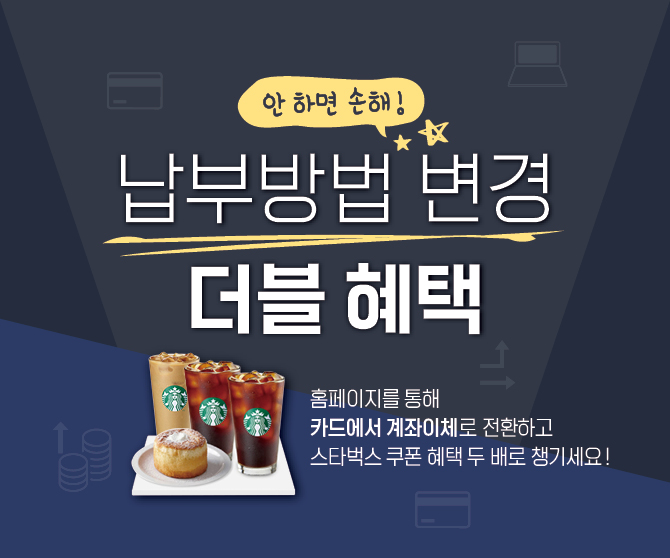 안 하면 손해!
납부방법 변경
더블 혜택
홈페이지를 통해
카드에서 계좌이체로 전환하고
스타벅스 쿠폰 혜택 두 배로 챙기세요!